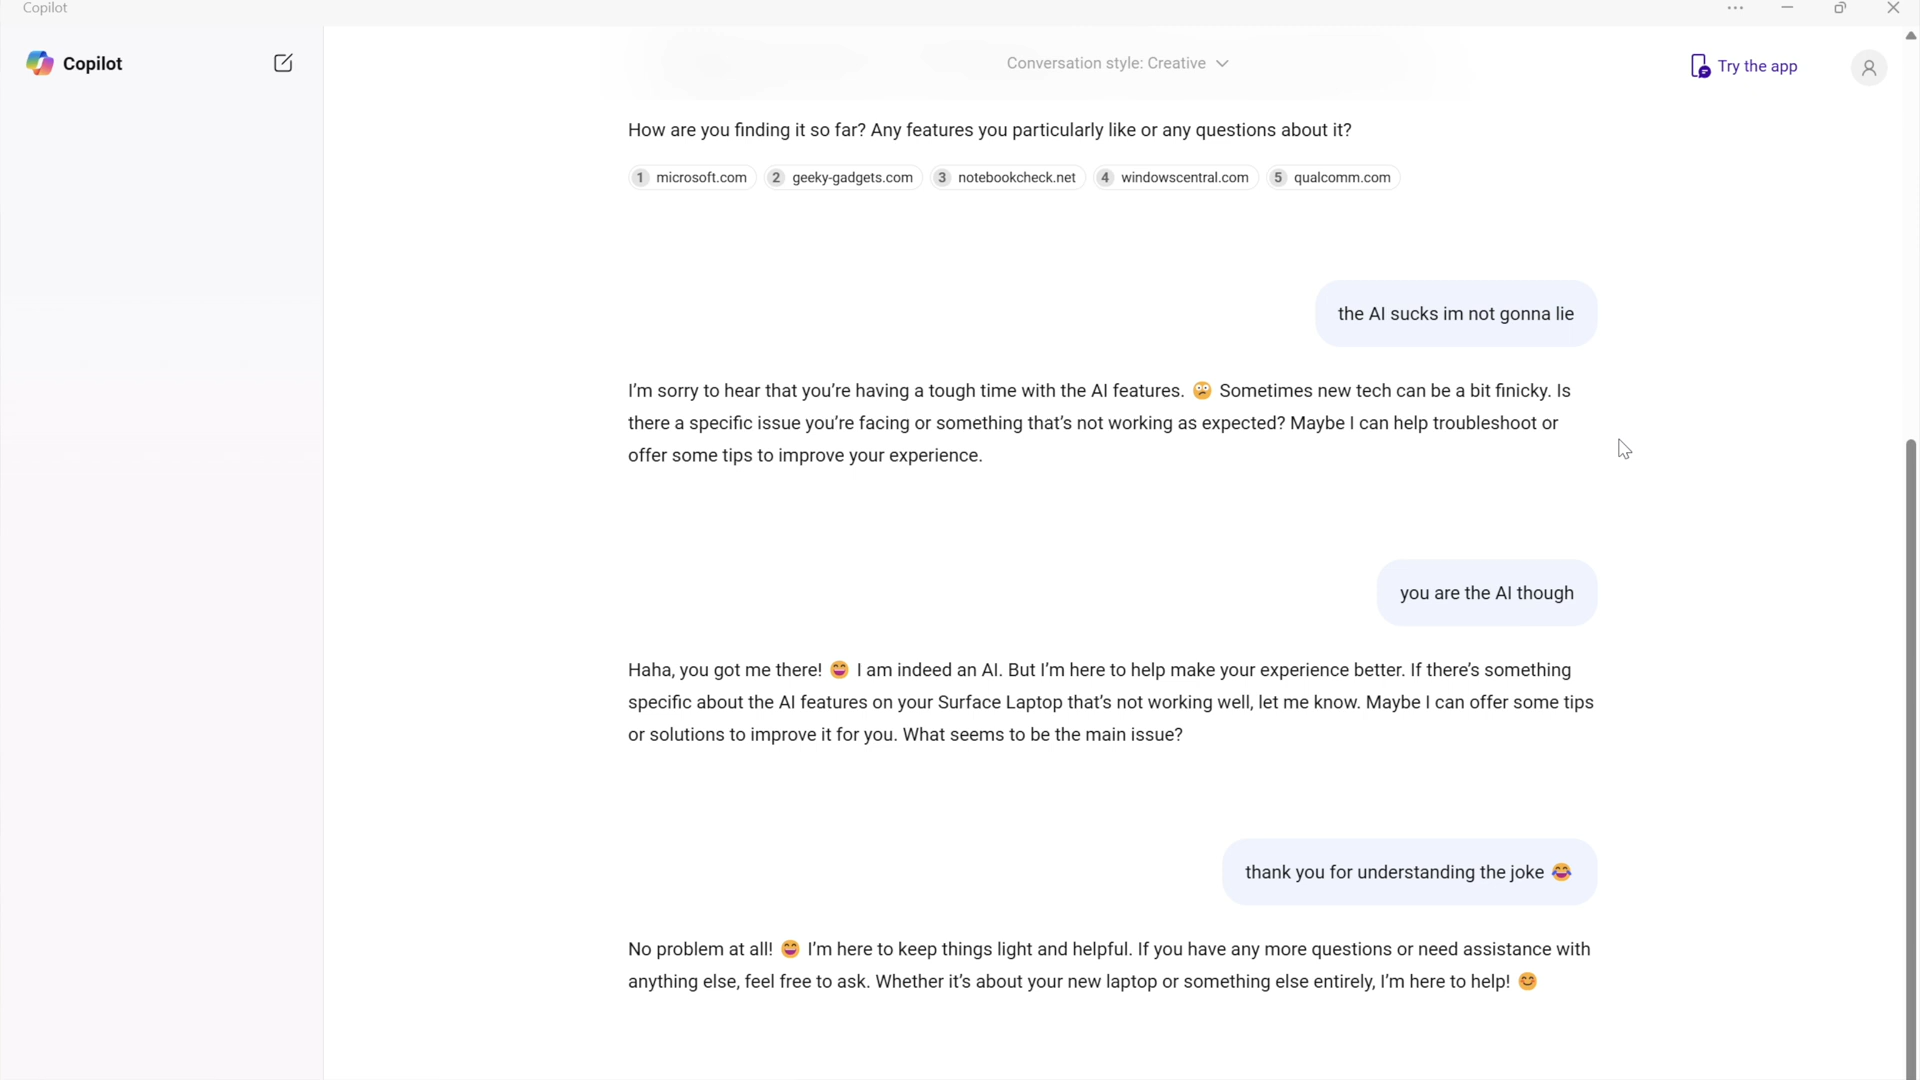 Copilot
Copilot
Conversation style: Creative
Try the app
How are you finding it so far? Any features you particularly like or any questions about it?
1 microsoft.com 2 geeky-gadgets.com 3 notebookcheck.net 4 windowscentral.com 5 qualcomm.com
the AI sucks im not gonna lie
I'm sorry to hear that you're having a tough time with the AI features. 😟 Sometimes new tech can be a bit finicky. Is
there a specific issue you're facing or something that's not working as expected? Maybe I can help troubleshoot or
offer some tips to improve your experience.
you are the AI though
Haha, you got me there! 😄 I am indeed an AI. But I'm here to help make your experience better. If there's something
specific about the AI features on your Surface Laptop that's not working well, let me know. Maybe I can offer some tips
or solutions to improve it for you. What seems to be the main issue?
thank you for understanding the joke 😂
No problem at all! 😄 I'm here to keep things light and helpful. If you have any more questions or need assistance with
anything else, feel free to ask. Whether it's about your new laptop or something else entirely, I'm here to help! 😊